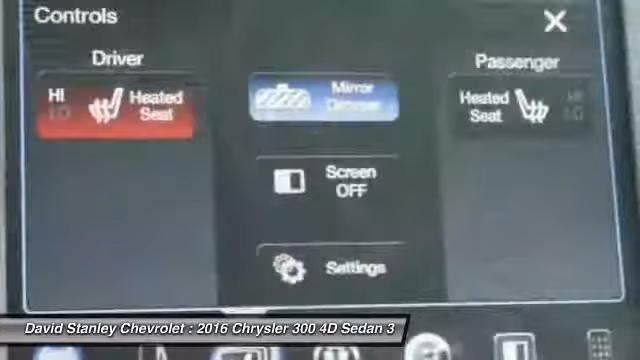 Controls
Driver
Passenger
HI
LO
Heated
Seat
Mirror
Dimmer
Heated
Seat
HI
LO
Screen
OFF
Settings
David Stanley Chevrolet : 2016 Chrysler 300 4D Sedan 3